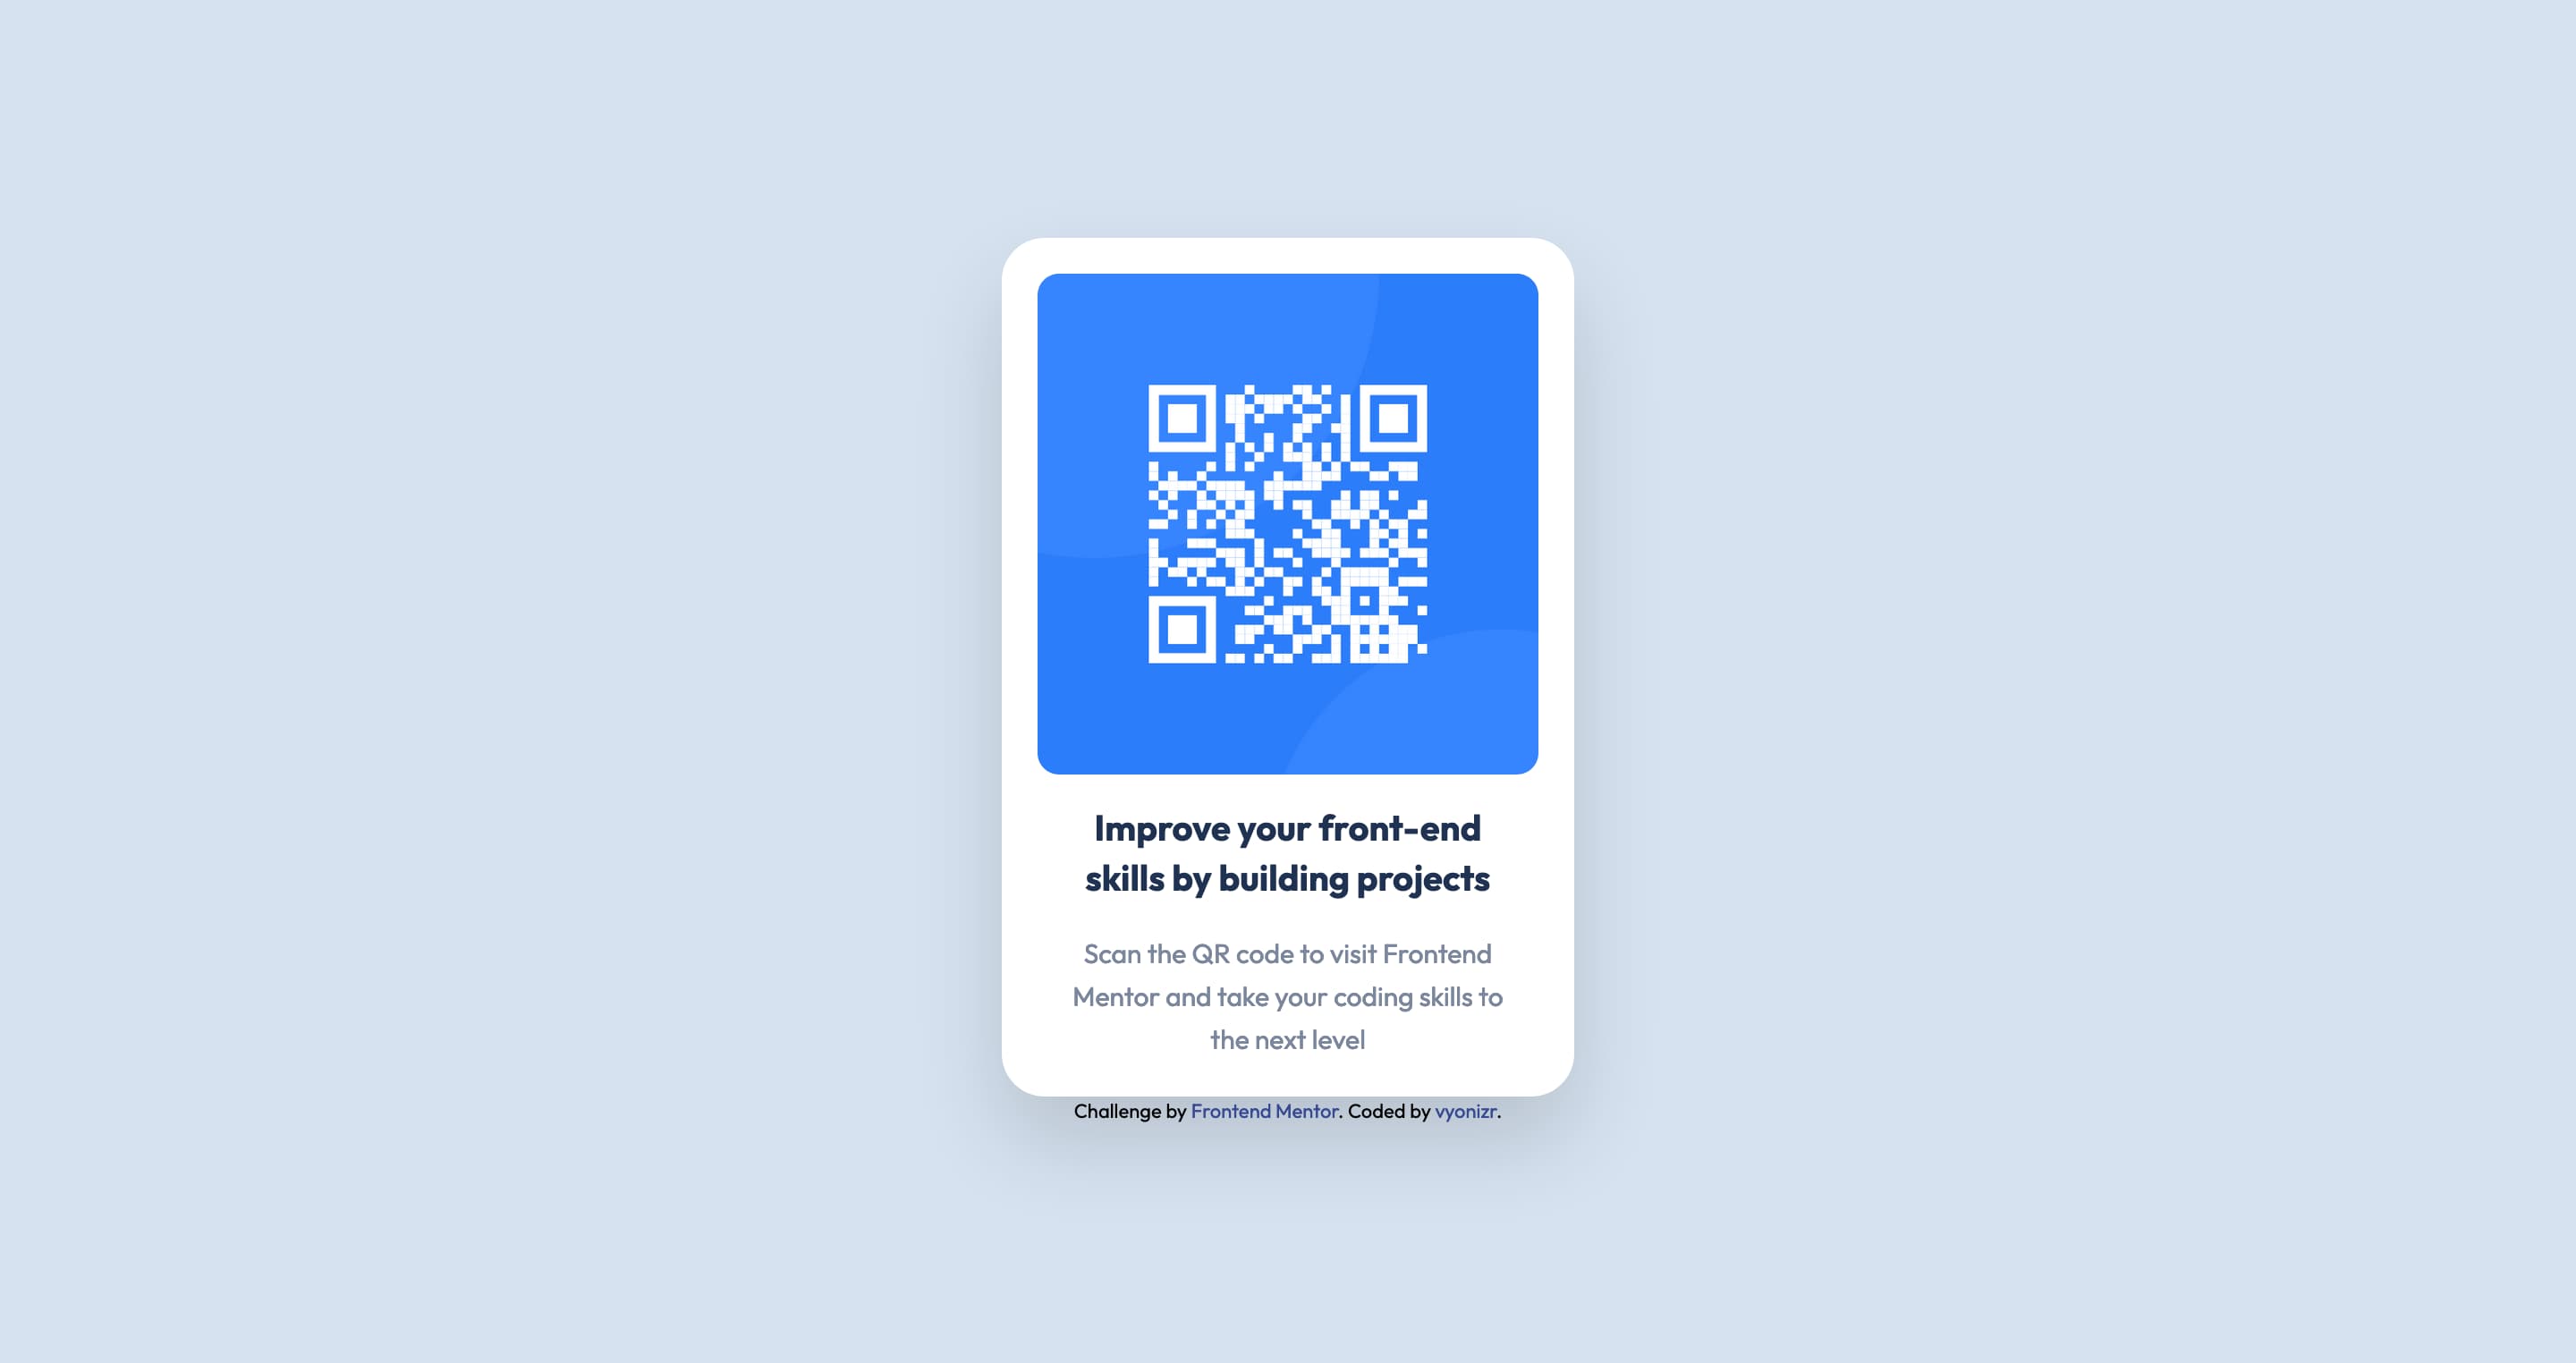 Improve your front-end
skills by building projects
Scan the QR code to visit Frontend
Mentor and take your coding skills to
the next level
Challenge by Frontend Mentor. Coded by vyonizr.